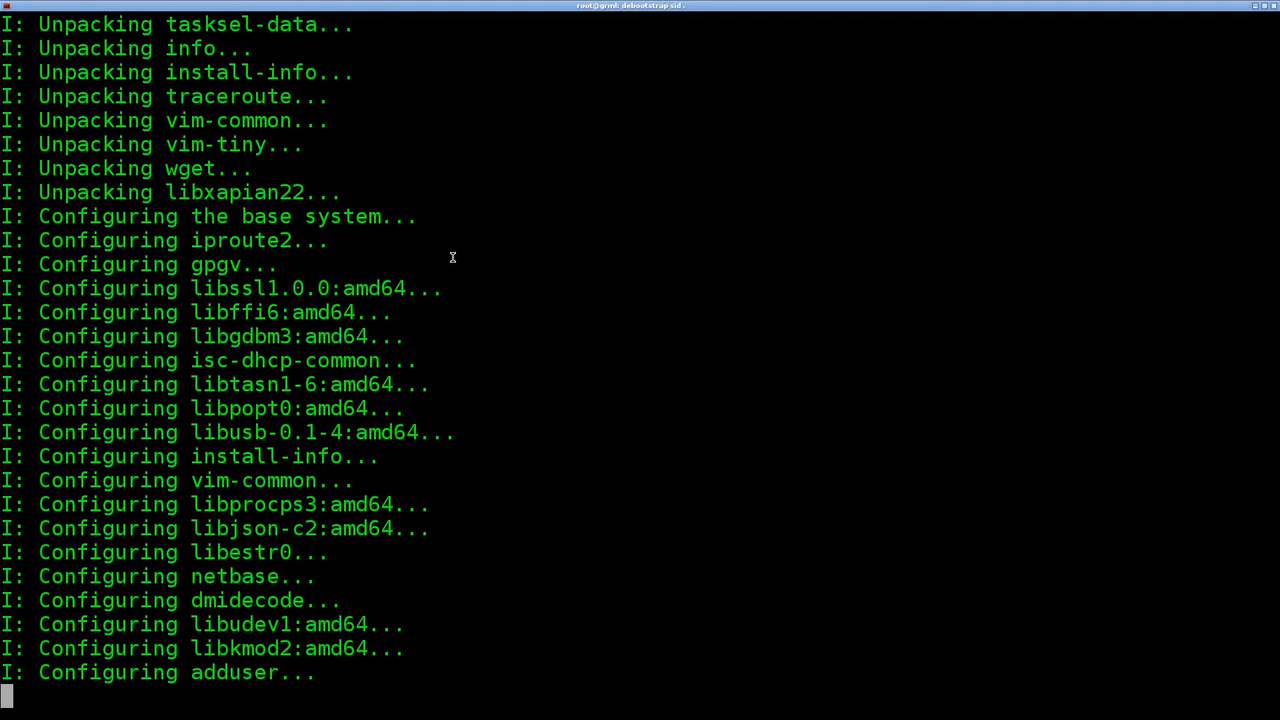 root@grml: debootstrap sid .
I: Unpacking tasksel-data...
I: Unpacking info...
I: Unpacking install-info...
I: Unpacking traceroute...
I: Unpacking vim-common...
I: Unpacking vim-tiny...
I: Unpacking wget...
I: Unpacking libxapian22...
I: Configuring the base system...
I: Configuring iproute2...
I: Configuring gpgv...
I: Configuring libssl1.0.0:amd64...
I: Configuring libffi6:amd64...
I: Configuring libgdbm3:amd64...
I: Configuring isc-dhcp-common...
I: Configuring libtasn1-6:amd64...
I: Configuring libpopt0:amd64...
I: Configuring libusb-0.1-4:amd64...
I: Configuring install-info...
I: Configuring vim-common...
I: Configuring libprocps3:amd64...
I: Configuring libjson-c2:amd64...
I: Configuring libestr0...
I: Configuring netbase...
I: Configuring dmidecode...
I: Configuring libudev1:amd64...
I: Configuring libkmod2:amd64...
I: Configuring adduser...